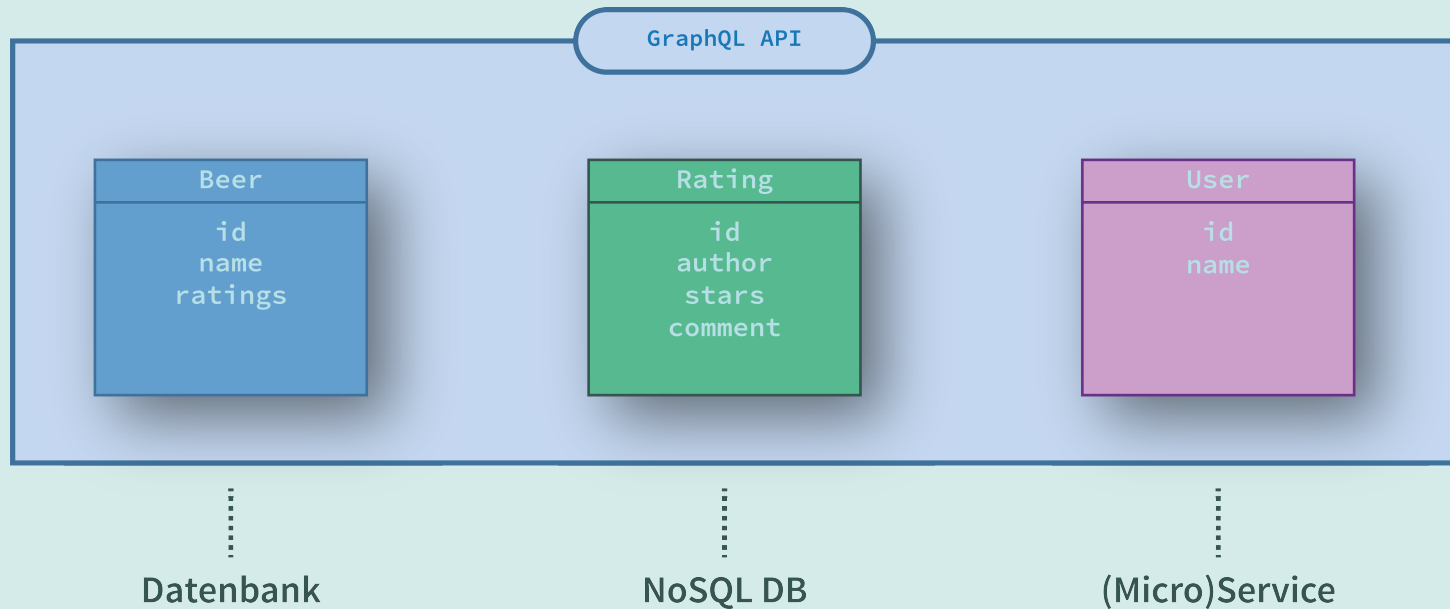 GraphQL API
Beer
id
name
ratings
Rating
id
author
stars
comment
User
id
name
Datenbank
NoSQL DB
(Micro)Service